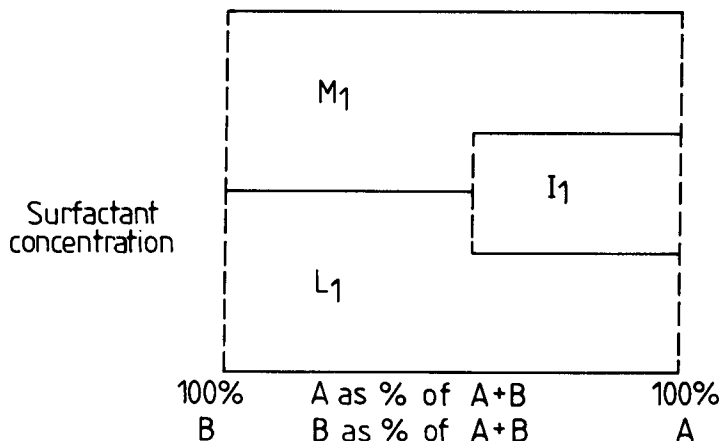 M1
I1
Surfactant
concentration
L1
100% A as % of A+B 100%
B B as % of A+B A